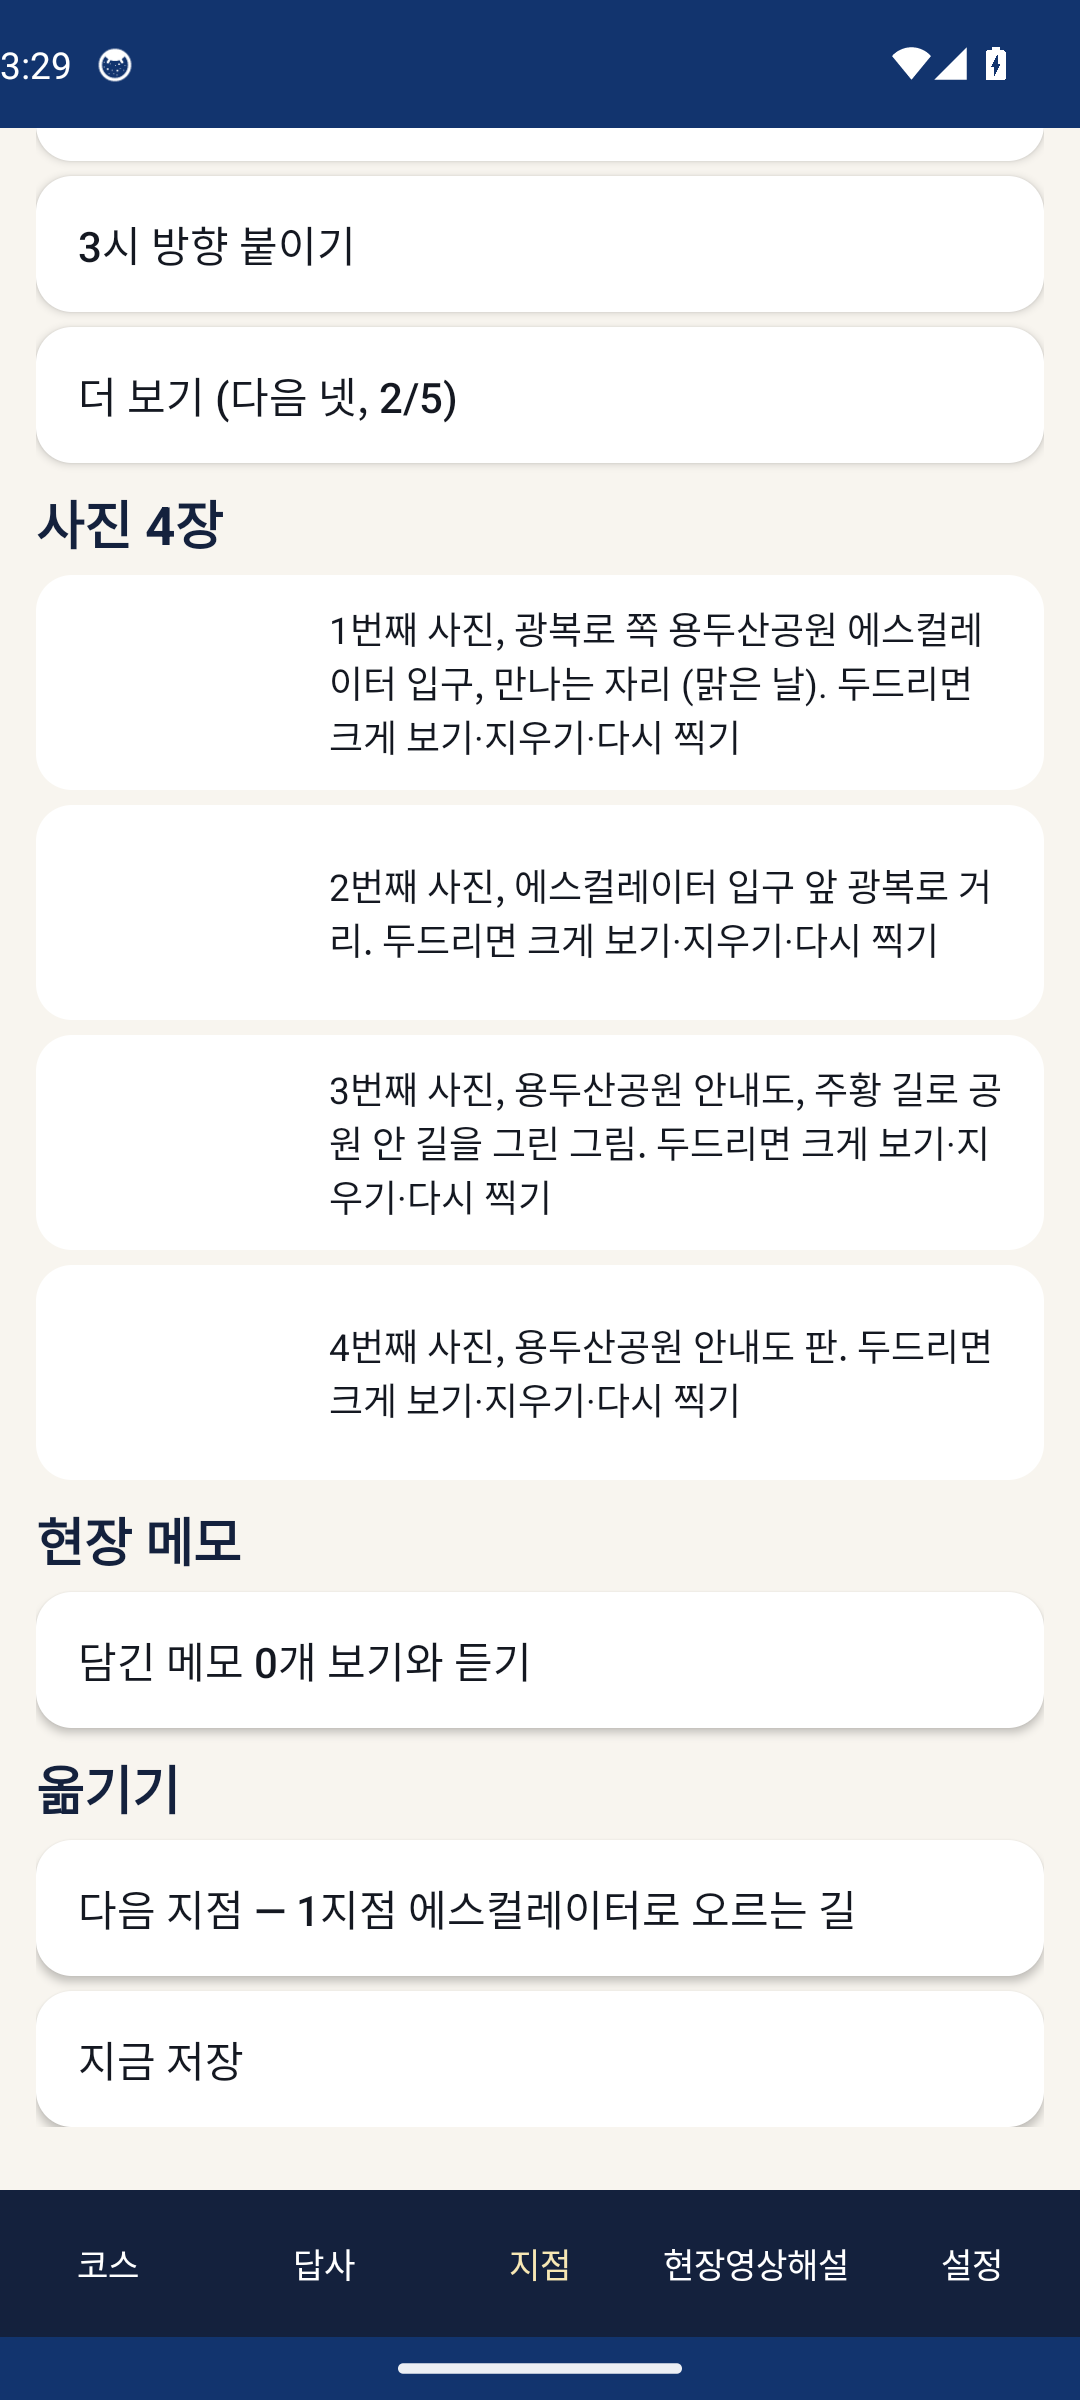 3:29
3시 방향 붙이기
더 보기 (다음 넷, 2/5)
사진 4장
1번째 사진, 광복로 쪽 용두산공원 에스컬레
이터 입구, 만나는 자리 (맑은 날). 두드리면
크게 보기·지우기·다시 찍기
2번째 사진, 에스컬레이터 입구 앞 광복로 거
리. 두드리면 크게 보기·지우기·다시 찍기
3번째 사진, 용두산공원 안내도, 주황 길로 공
원 안 길을 그린 그림. 두드리면 크게 보기·지
우기·다시 찍기
4번째 사진, 용두산공원 안내도 판. 두드리면
크게 보기·지우기·다시 찍기
현장 메모
담긴 메모 0개 보기와 듣기
옮기기
다음 지점 – 1지점 에스컬레이터로 오르는 길
지금 저장
코스 답사 지점 현장영상해설 설정